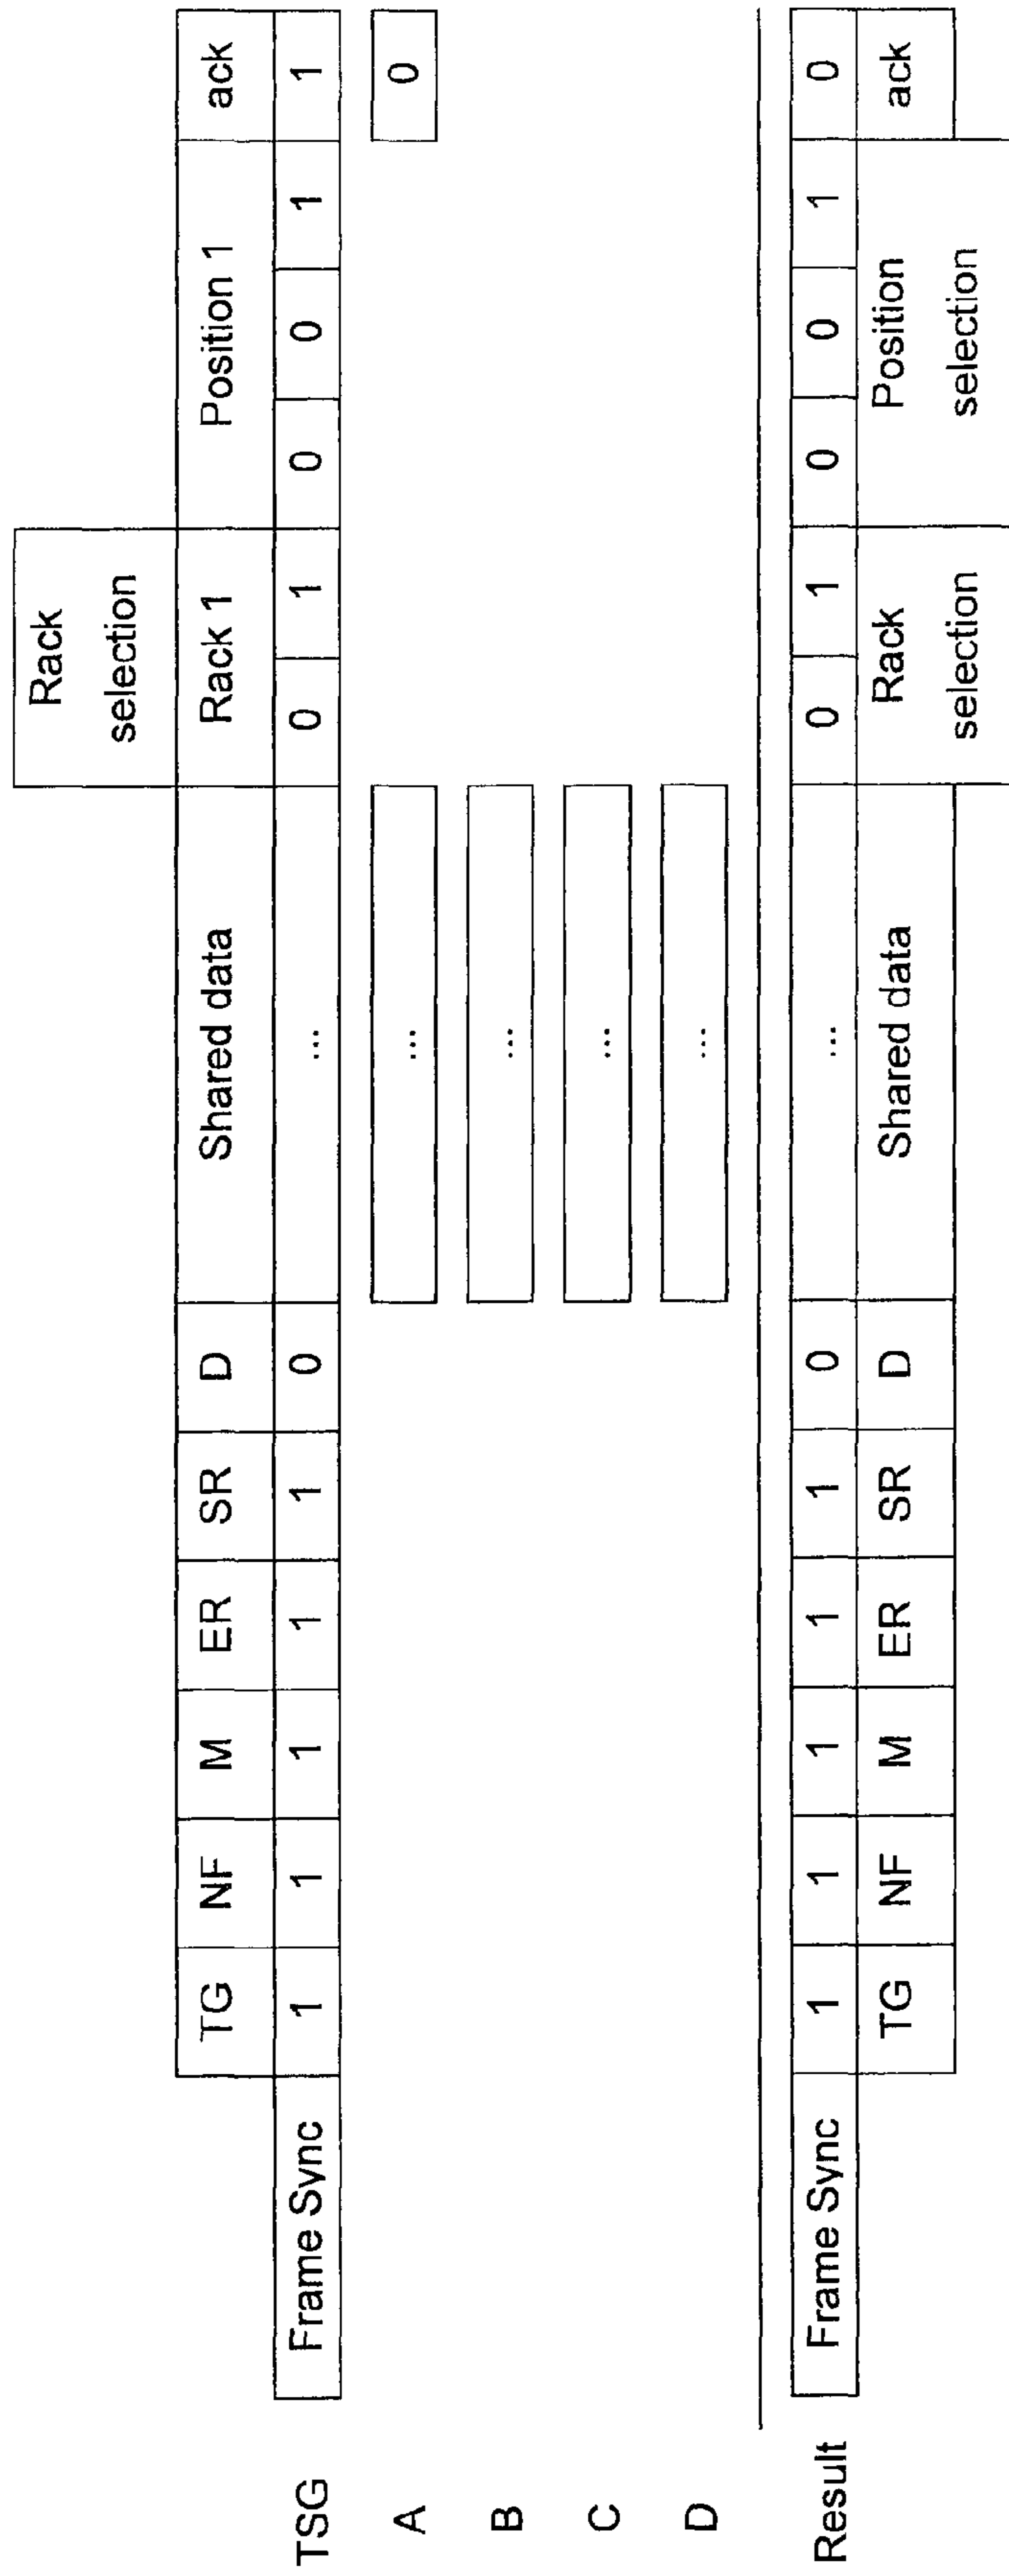 Rack
selection
TG NF M ER SR D Shared data Rack 1 Position 1 ack
TSG Frame Sync 1 1 1 1 1 0 ... 0 1 0 0 1 1
A ... 0
B ...
C ...
D ...
Result Frame Sync 1 1 1 1 1 0 ... 0 1 0 0 1 0
TG NF M ER SR D Shared data Rack Position ack
selection selection